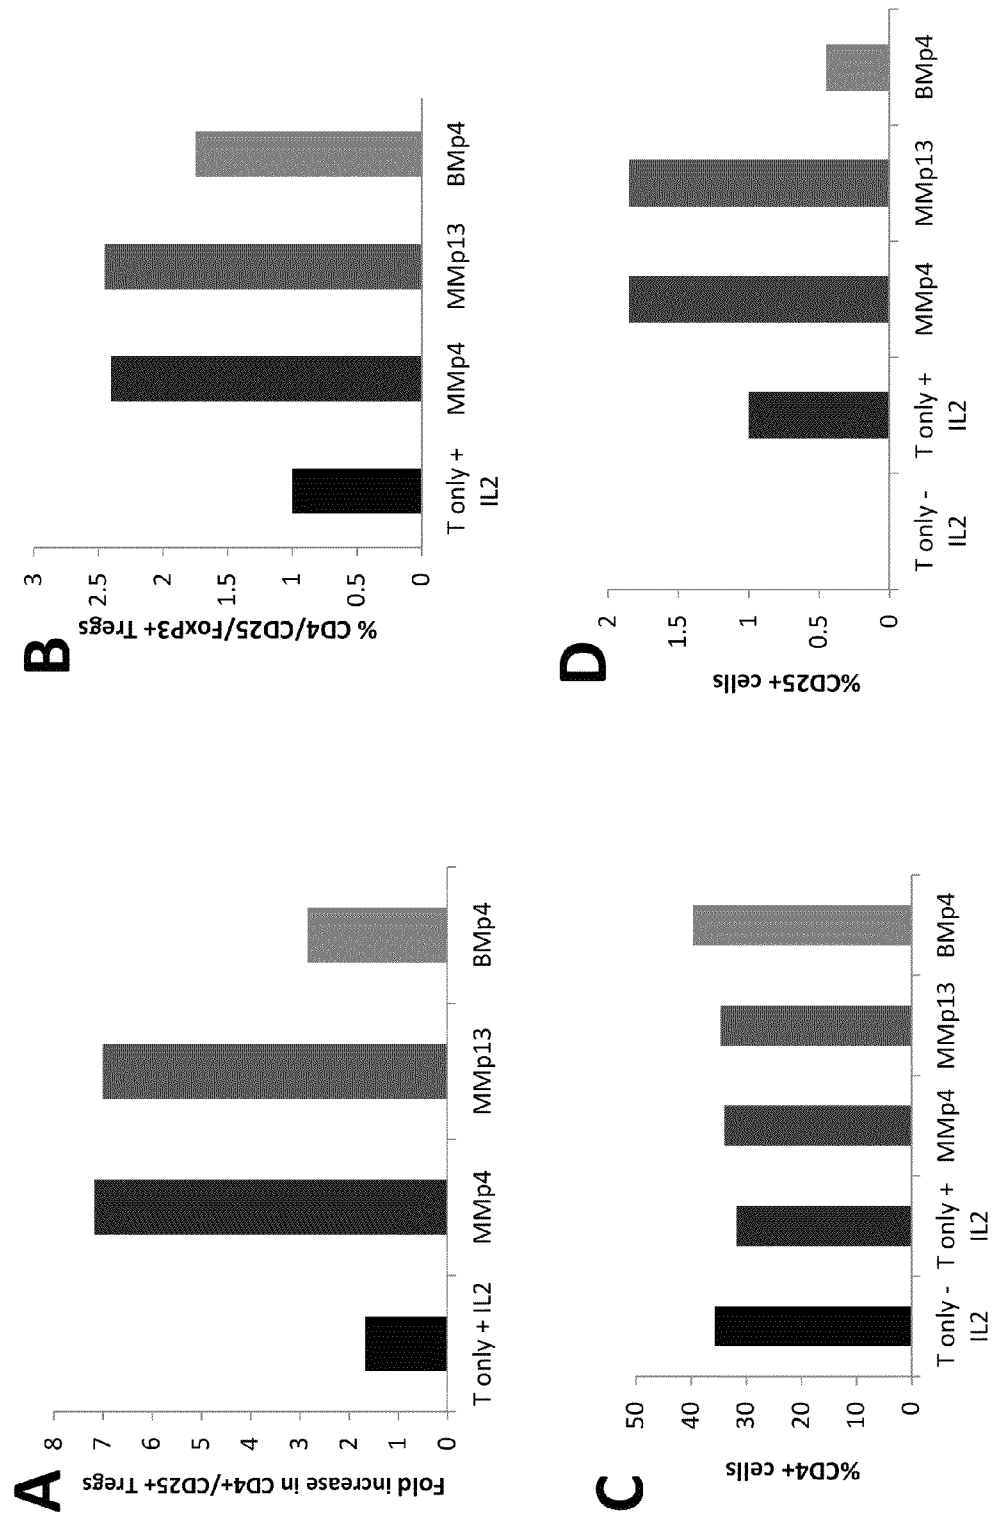 A
Fold increase in CD4+/CD25+ Tregs
8
7
6
5
4
3
2
1
0
T only + IL2
MMp4
MMp13
BMp4
B
% CD4/CD25/FoxP3+ Tregs
3
2.5
2
1.5
1
0.5
0
T only +
IL2
MMp4
MMp13
BMp4
C
%CD4+ cells
50
40
30
20
10
0
T only -
IL2
T only +
IL2
MMp4
MMp13
BMp4
D
%CD25+ cells
2
1.5
1
0.5
0
T only -
IL2
T only +
IL2
MMp4
MMp13
BMp4